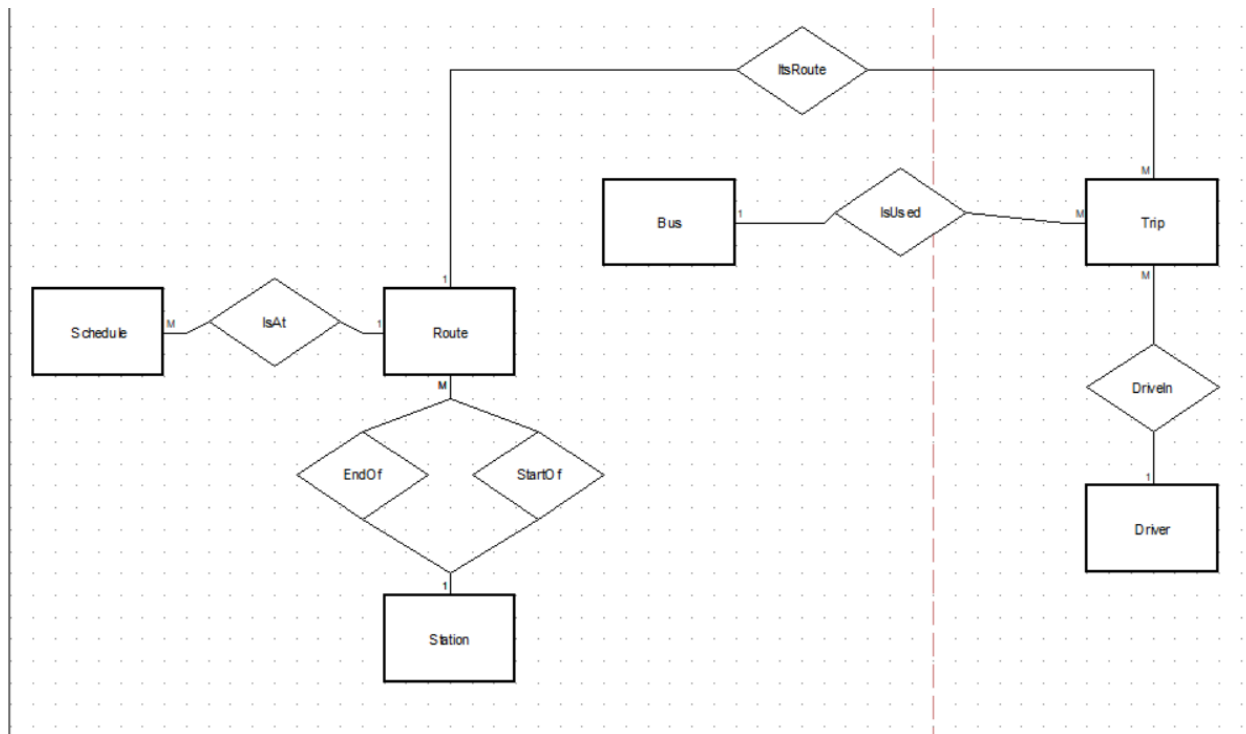 ItsRoute
M
Bus
1
IsUsed
M
Trip
1
M
Schedule
M
IsAt
1
Route
M
DriveIn
EndOf
StartOf
1
Driver
1
Station